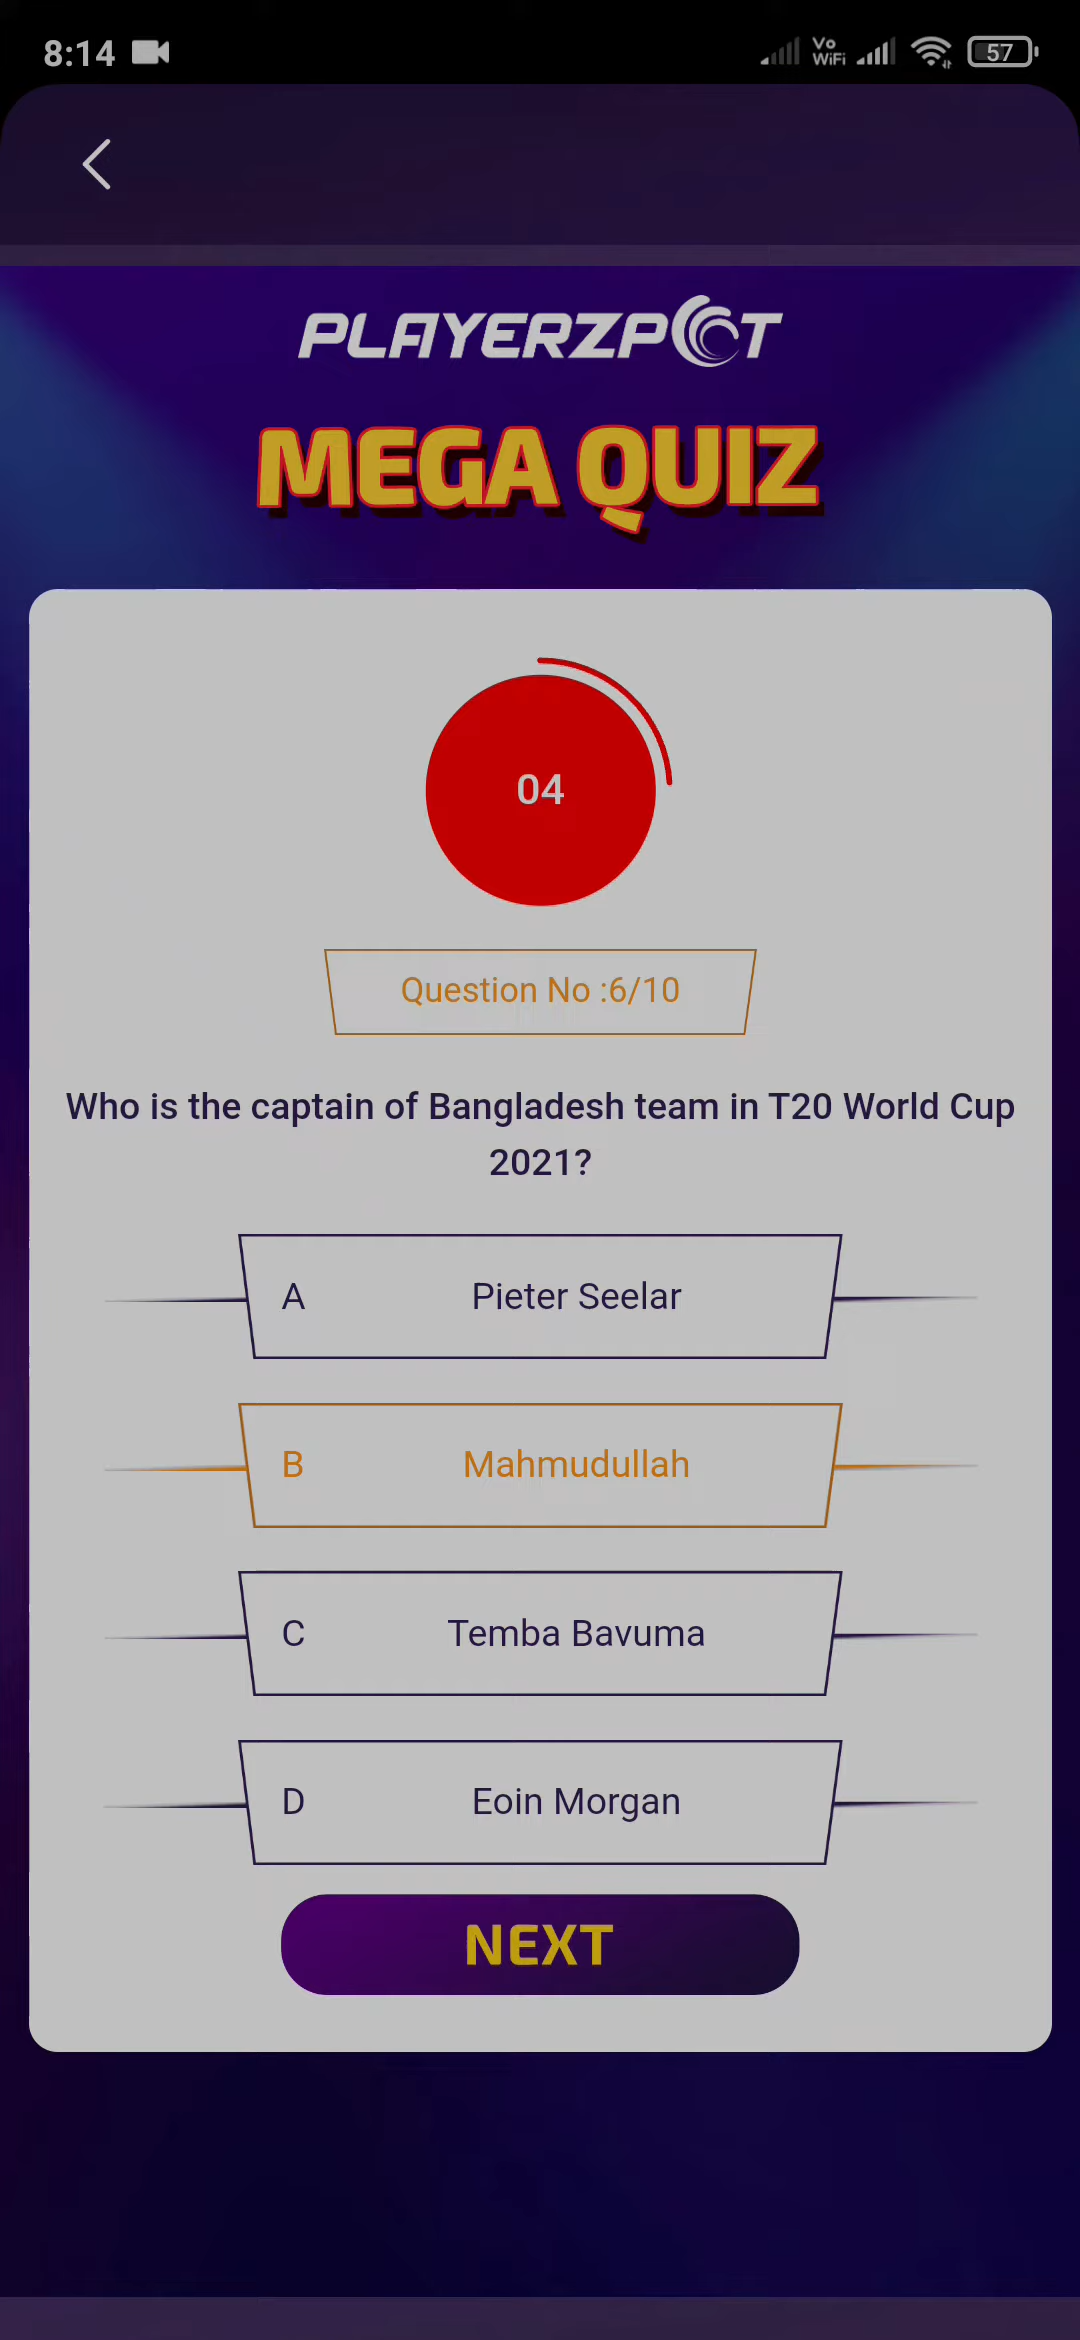 8:14
Vo
WiFi
57
PLAYERZPOT
MEGA QUIZ
04
Question No :6/10
Who is the captain of Bangladesh team in T20 World Cup
2021?
A Pieter Seelar
B Mahmudullah
C Temba Bavuma
D Eoin Morgan
NEXT